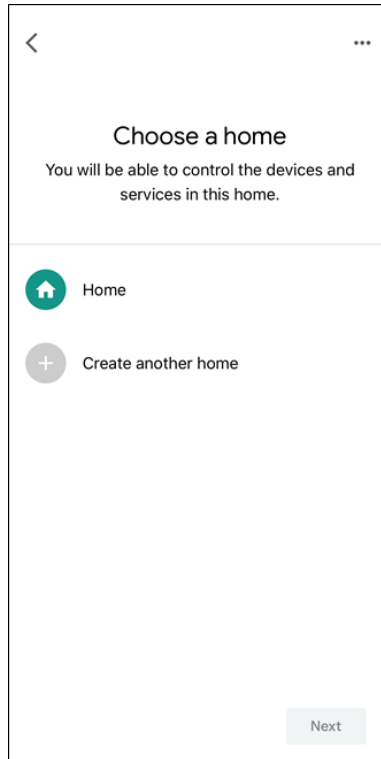 Choose a home
You will be able to control the devices and
services in this home.
Home
Create another home
Next